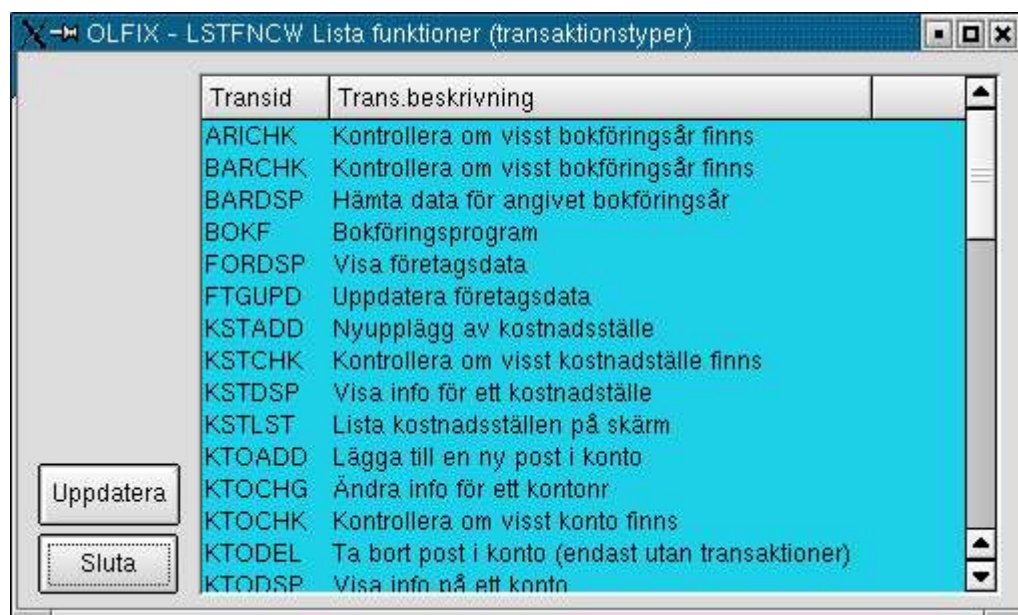 OLFIX - LSTFNCW Lista funktioner (transaktionstyper)
Transid Trans.beskrivning
ARICHK Kontrollera om visst bokföringsår finns
BARCHK Kontrollera om visst bokföringsår finns
BARDSP Hämta data för angivet bokföringsår
BOKF Bokföringsprogram
FORDSP Visa företagsdata
FTGUPD Uppdatera företagsdata
KSTADD Nyupplägg av kostnadsställe
KSTCHK Kontrollera om visst kostnadställe finns
KSTDSP Visa info för ett kostnadställe
KSTLST Lista kostnadsställen på skärm
KTOADD Lägga till en ny post i konto
KTOCHG Ändra info för ett kontonr
KTOCHK Kontrollera om visst konto finns
KTODEL Ta bort post i konto (endast utan transaktioner)
KTODSP Visa info på ett konto
Uppdatera
Sluta